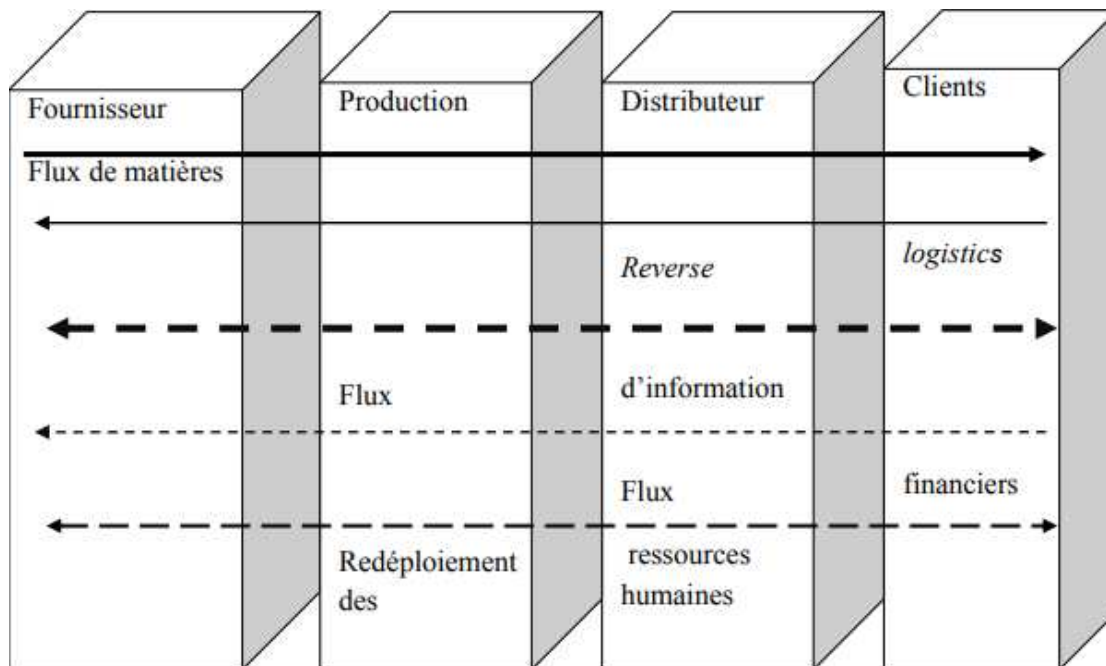 Fournisseur
Production
Distributeur
Clients
Flux de matières
Reverse logistics
Flux d’information
Flux financiers
Redéploiement ressources
des humaines